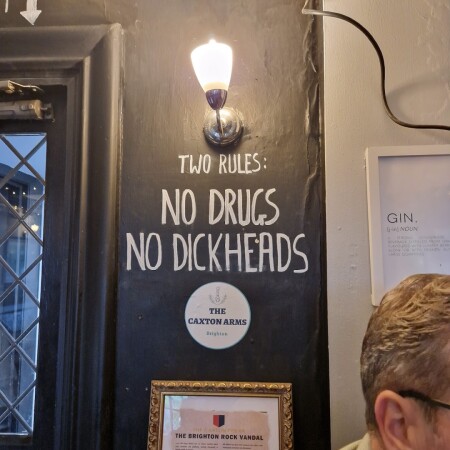 TWO RULES:
NO DRUGS
NO DICKHEADS
THE
CAXTON ARMS
Brighton
GIN.
THE BRIGHTON ROCK VANDAL